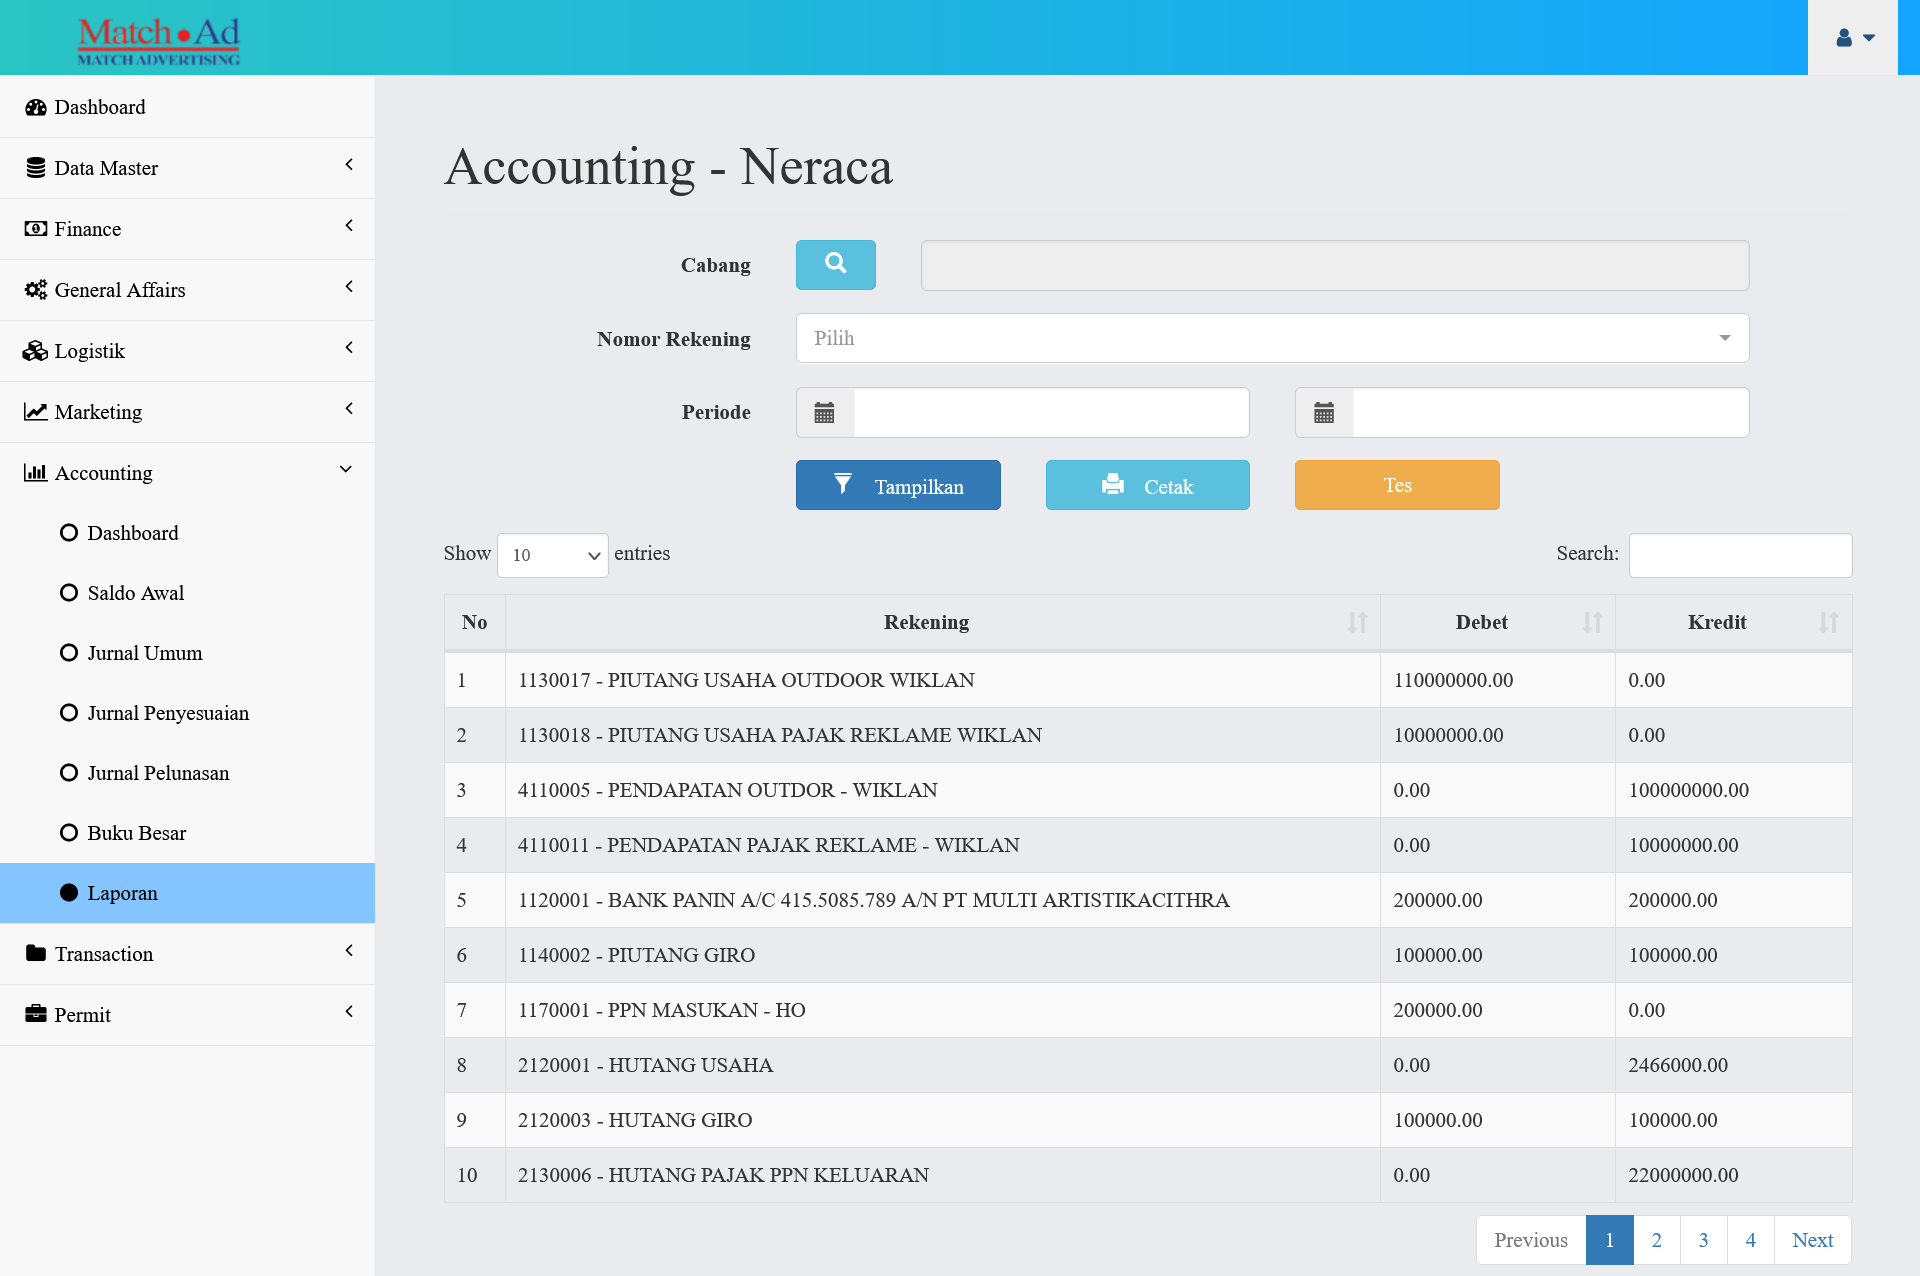 Match Ad
MATCH ADVERTISING
Dashboard
Data Master
Finance
General Affairs
Logistik
Marketing
Accounting
Dashboard
Saldo Awal
Jurnal Umum
Jurnal Penyesuaian
Jurnal Pelunasan
Buku Besar
Laporan
Transaction
Permit
Accounting - Neraca
Cabang
Nomor Rekening Pilih
Periode
Tampilkan Cetak Tes
Show 10 entries Search:
No Rekening Debet Kredit
1 1130017 - PIUTANG USAHA OUTDOOR WIKLAN 110000000.00 0.00
2 1130018 - PIUTANG USAHA PAJAK REKLAME WIKLAN 10000000.00 0.00
3 4110005 - PENDAPATAN OUTDOR - WIKLAN 0.00 100000000.00
4 4110011 - PENDAPATAN PAJAK REKLAME - WIKLAN 0.00 10000000.00
5 1120001 - BANK PANIN A/C 415.5085.789 A/N PT MULTI ARTISTIKACITHRA 200000.00 200000.00
6 1140002 - PIUTANG GIRO 100000.00 100000.00
7 1170001 - PPN MASUKAN - HO 200000.00 0.00
8 2120001 - HUTANG USAHA 0.00 2466000.00
9 2120003 - HUTANG GIRO 100000.00 100000.00
10 2130006 - HUTANG PAJAK PPN KELUARAN 0.00 22000000.00
Previous 1 2 3 4 Next